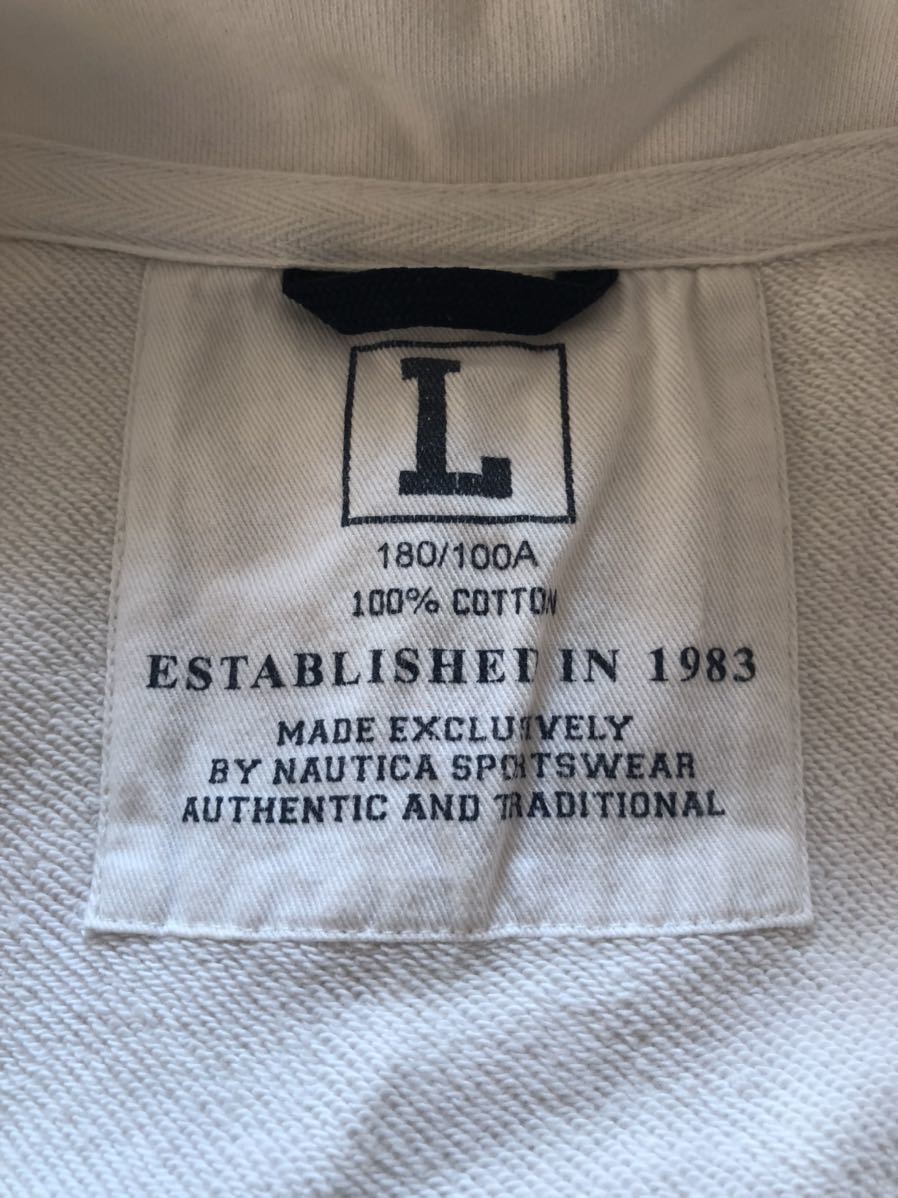 L
180/100A
100% COTTON
ESTABLISHED IN 1983
MADE EXCLUSIVELY
BY NAUTICA SPORTSWEAR
AUTHENTIC AND TRADITIONAL